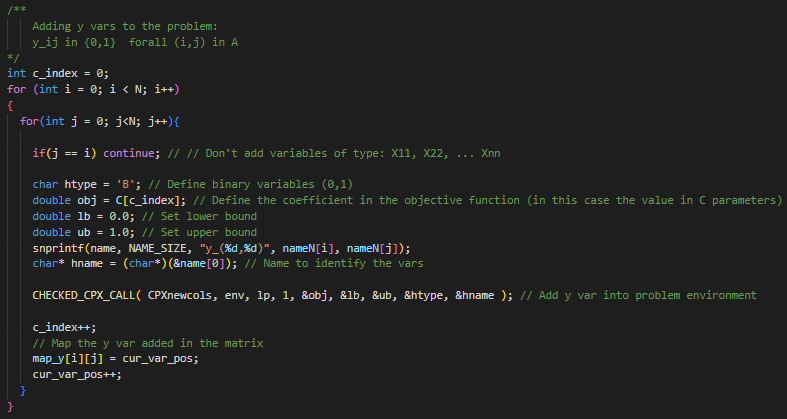 /**
Adding y vars to the problem:
y_ij in {0,1}  forall (i,j) in A
*/
int c_index = 0;
for (int i = 0; i < N; i++)
{
for(int j = 0; j<N; j++){
if(j == i) continue; // // Don't add variables of type: X11, X22, ... Xnn
char htype = 'B'; // Define binary variables (0,1)
double obj = C[c_index]; // Define the coefficient in the objective function (in this case the value in C parameters)
double lb = 0.0; // Set lower bound
double ub = 1.0; // Set upper bound
snprintf(name, NAME_SIZE, "y_(%d,%d)", nameN[i], nameN[j]);
char* hname = (char*)(&name[0]); // Name to identify the vars
CHECKED_CPX_CALL( CPXnewcols, env, lp, 1, &obj, &lb, &ub, &htype, &hname ); // Add y var into problem environment
c_index++;
// Map the y var added in the matrix
map_y[i][j] = cur_var_pos;
cur_var_pos++;
}
}